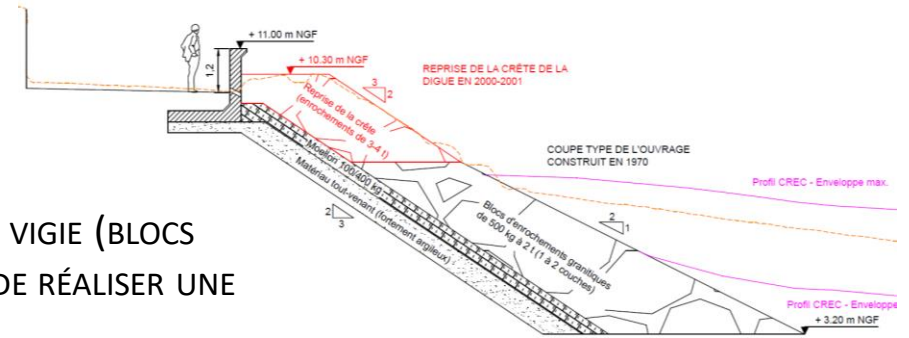 + 11.00 m NGF
+ 10.30 m NGF
1,2
3
2
REPRISE DE LA CRÊTE DE LA
DIGUE EN 2000-2001
Reprise de la crête
(enrochements de 3-4 t)
COUPE TYPE DE L'OUVRAGE
CONSTRUIT EN 1970
Profil CREC - Enveloppe max.
Moellon 100/400 kg
Matériau tout-venant (fortement argileux)
2
3
Blocs d'enrochements granitiques
de 500 kg à 2 t (1 à 2 couches)
2
1
VIGIE (BLOCS
DE RÉALISER UNE
Profil CREC - Enveloppe
+ 3.20 m NGF